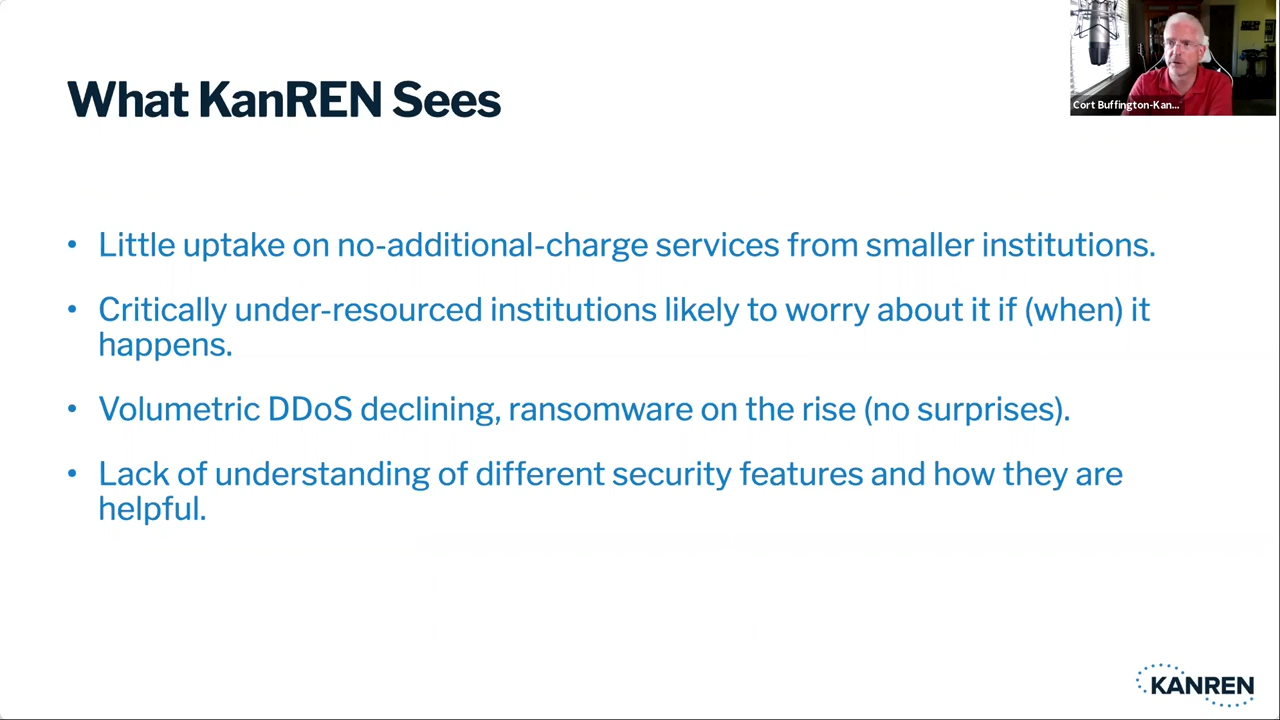 Cort Buffington-Kan...
What KanREN Sees
• Little uptake on no-additional-charge services from smaller institutions.
• Critically under-resourced institutions likely to worry about it if (when) it
happens.
• Volumetric DDoS declining, ransomware on the rise (no surprises).
• Lack of understanding of different security features and how they are
helpful.
KANREN